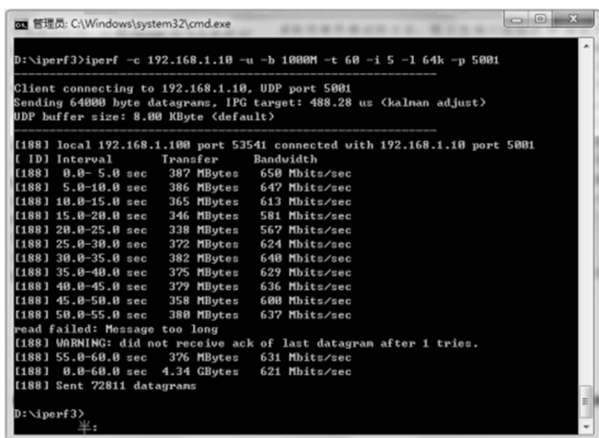 管理员: C:\Windows\system32\cmd.exe
D:\iperf3>iperf -c 192.168.1.10 -u -b 1000M -t 60 -i 5 -l 64k -p 5001
------------------------------------------------------------
Client connecting to 192.168.1.10, UDP port 5001
Sending 64000 byte datagrams, IPG target: 488.28 us (kalman adjust)
UDP buffer size: 8.00 KByte (default)
------------------------------------------------------------
[188] local 192.168.1.100 port 53541 connected with 192.168.1.10 port 5001
[ ID] Interval Transfer Bandwidth
[188] 0.0- 5.0 sec 387 MBytes 650 Mbits/sec
[188] 5.0-10.0 sec 386 MBytes 647 Mbits/sec
[188] 10.0-15.0 sec 365 MBytes 613 Mbits/sec
[188] 15.0-20.0 sec 346 MBytes 581 Mbits/sec
[188] 20.0-25.0 sec 338 MBytes 567 Mbits/sec
[188] 25.0-30.0 sec 372 MBytes 624 Mbits/sec
[188] 30.0-35.0 sec 382 MBytes 640 Mbits/sec
[188] 35.0-40.0 sec 375 MBytes 629 Mbits/sec
[188] 40.0-45.0 sec 379 MBytes 636 Mbits/sec
[188] 45.0-50.0 sec 358 MBytes 600 Mbits/sec
[188] 50.0-55.0 sec 380 MBytes 637 Mbits/sec
read failed: Message too long
[188] WARNING: did not receive ack of last datagram after 1 tries.
[188] 55.0-60.0 sec 376 MBytes 631 Mbits/sec
[188] 0.0-60.0 sec 4.34 GBytes 621 Mbits/sec
[188] Sent 72811 datagrams
D:\iperf3>
半: